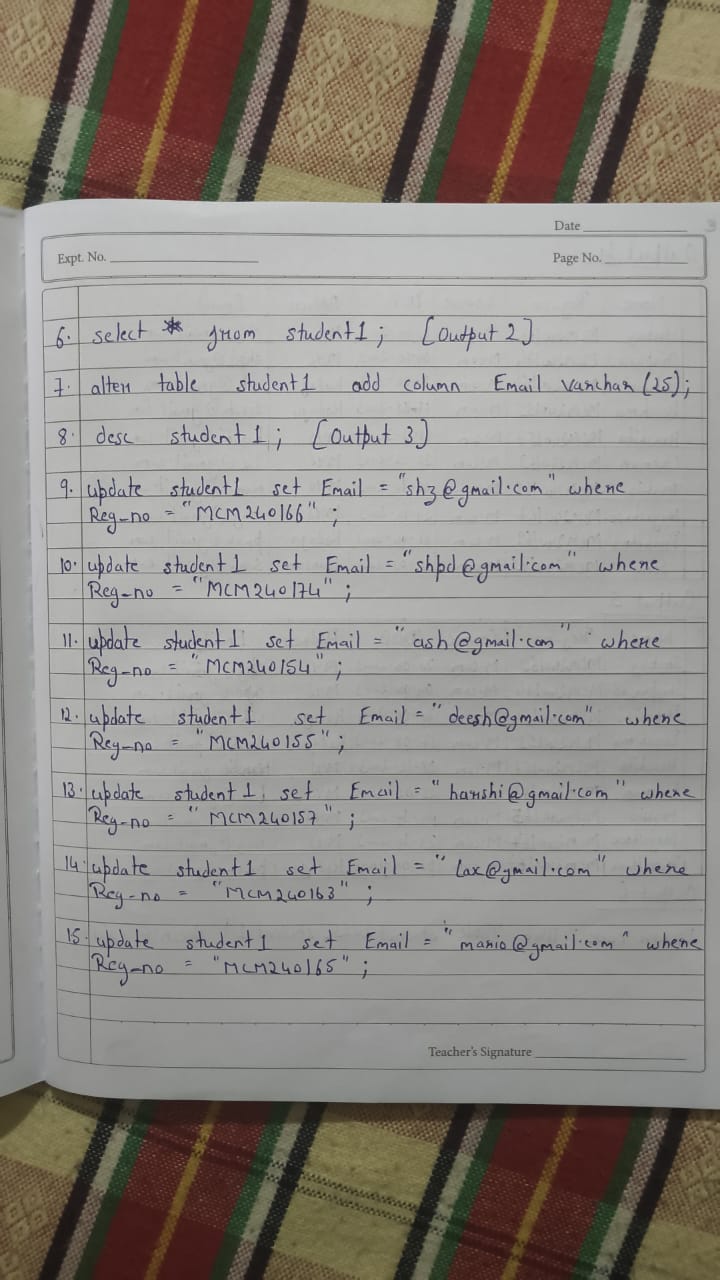 Date
Expt. No.
Page No.
6. select * from student1; [Output 2]
7. alter table student1 add column Email varchar(25);
8. desc student1; [Output 3]
9. update student1 set Email = "shz@gmail.com" where
Reg-no = "MCM240166";
10. update student1 set Email = "shpd@gmail.com" where
Reg-no = "MCM240174";
11. update student1 set Email = "ash@gmail.com" where
Reg-no = "MCM240154";
12. update student1 set Email = "deesh@gmail.com" where
Reg-no = "MCM240155";
13. update student1 set Email = "harshi@gmail.com" where
Reg-no = "MCM240157";
14. update student1 set Email = "lax@gmail.com" where
Reg-no = "MCM240163";
15. update student1 set Email = "mario@gmail.com" where
Reg-no = "MCM240165";
Teacher's Signature